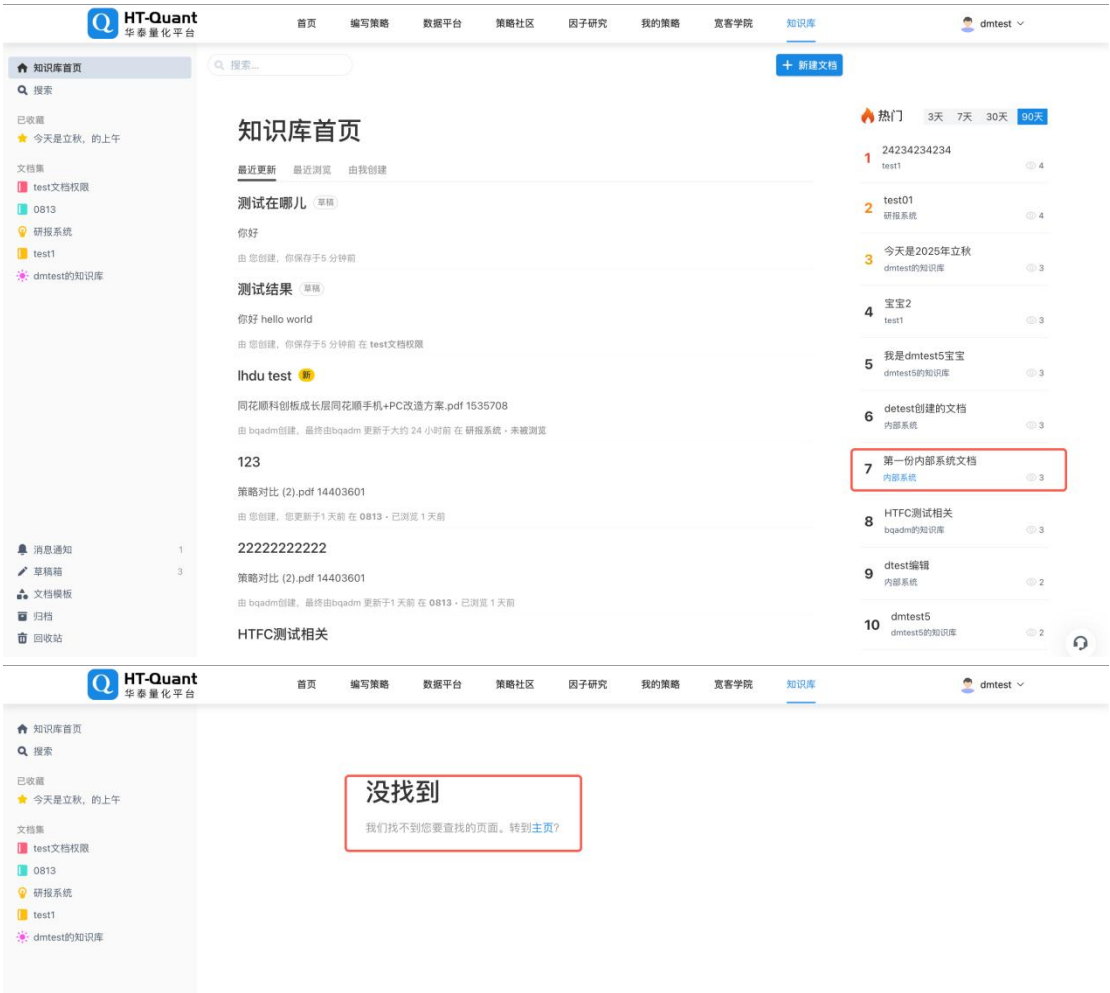 HT-Quant
华泰量化平台
首页 编写策略 数据平台 策略社区 因子研究 我的策略 宽客学院 知识库
dmtest
知识库首页
搜索
已收藏
今天是立秋，的上午
文档集
test文档权限
0813
研报系统
test1
dmtest的知识库
消息通知 1
草稿箱 3
文档模板
归档
回收站
搜索...
+ 新建文档
知识库首页
最近更新 最近浏览 由我创建
测试在哪儿 草稿
你好
由 您创建，你保存于5 分钟前
测试结果 草稿
你好 hello world
由 您创建，你保存于5 分钟前 在 test文档权限
lhdu test 新
同花顺科创板成长层同花顺手机+PC改造方案.pdf 1535708
由 bqadm创建，最终由bqadm 更新于大约 24 小时前 在 研报系统 · 未被浏览
123
策略对比 (2).pdf 14403601
由 您创建，您更新于1 天前 在 0813 · 已浏览 1 天前
22222222222
策略对比 (2).pdf 14403601
由 bqadm创建，最终由bqadm 更新于1 天前 在 0813 · 已浏览 1 天前
HTFC测试相关
热门 3天 7天 30天 90天
1 24234234234
test1 4
2 test01
研报系统 4
3 今天是2025年立秋
dmtest的知识库 3
4 宝宝2
test1 3
5 我是dmtest5宝宝
dmtest5的知识库 3
6 detest创建的文档
内部系统 3
7 第一份内部系统文档
内部系统 3
8 HTFC测试相关
bqadm的知识库 3
9 dtest编辑
内部系统 2
10 dmtest5
dmtest5的知识库 2
HT-Quant
华泰量化平台
首页 编写策略 数据平台 策略社区 因子研究 我的策略 宽客学院 知识库
dmtest
知识库首页
搜索
已收藏
今天是立秋，的上午
文档集
test文档权限
0813
研报系统
test1
dmtest的知识库
没找到
我们找不到您要查找的页面。转到主页?